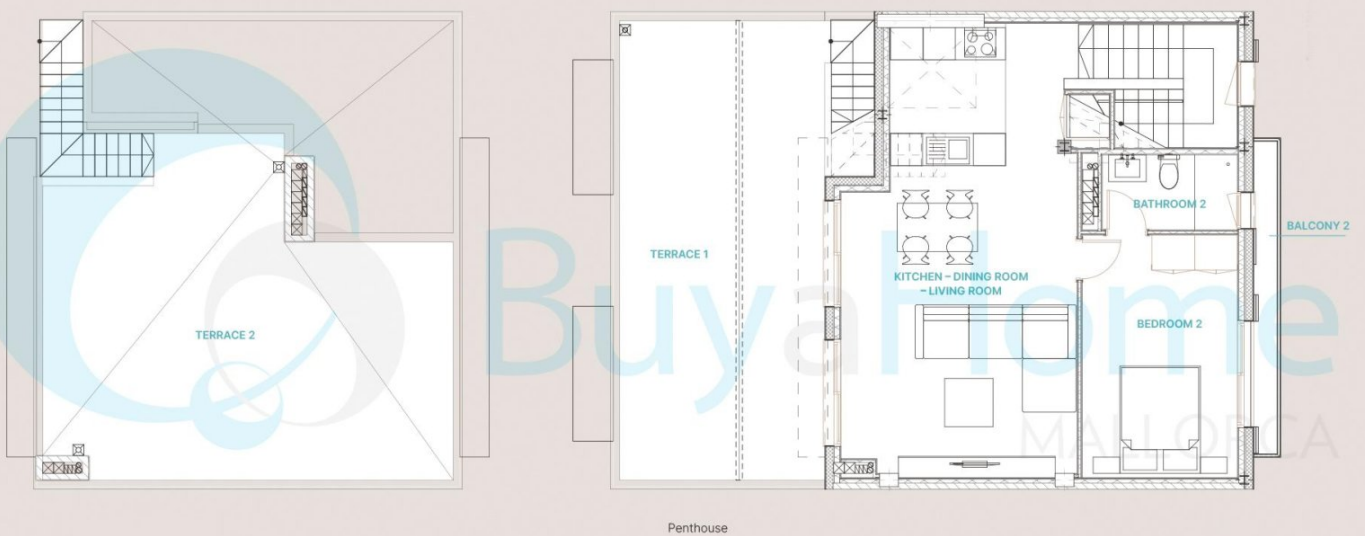 TERRACE 2
TERRACE 1
KITCHEN – DINING ROOM
– LIVING ROOM
BATHROOM 2
BEDROOM 2
BALCONY 2
BuyaHome
MALLORCA
Penthouse